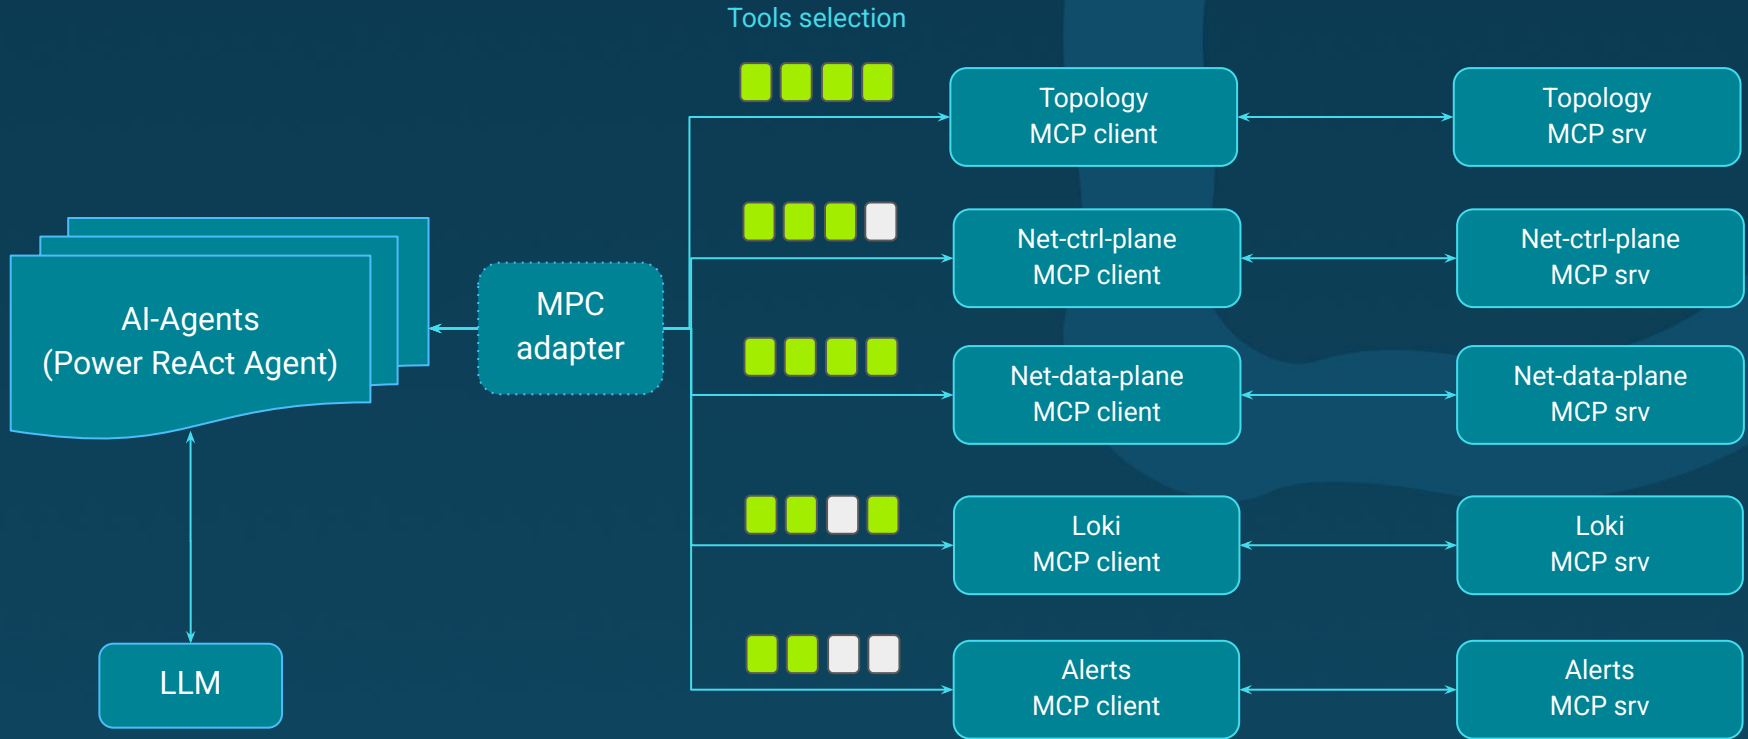 Tools selection
Topology
MCP client
Topology
MCP srv
Net-ctrl-plane
MCP client
Net-ctrl-plane
MCP srv
AI-Agents
(Power ReAct Agent)
MPC
adapter
Net-data-plane
MCP client
Net-data-plane
MCP srv
Loki
MCP client
Loki
MCP srv
LLM
Alerts
MCP client
Alerts
MCP srv